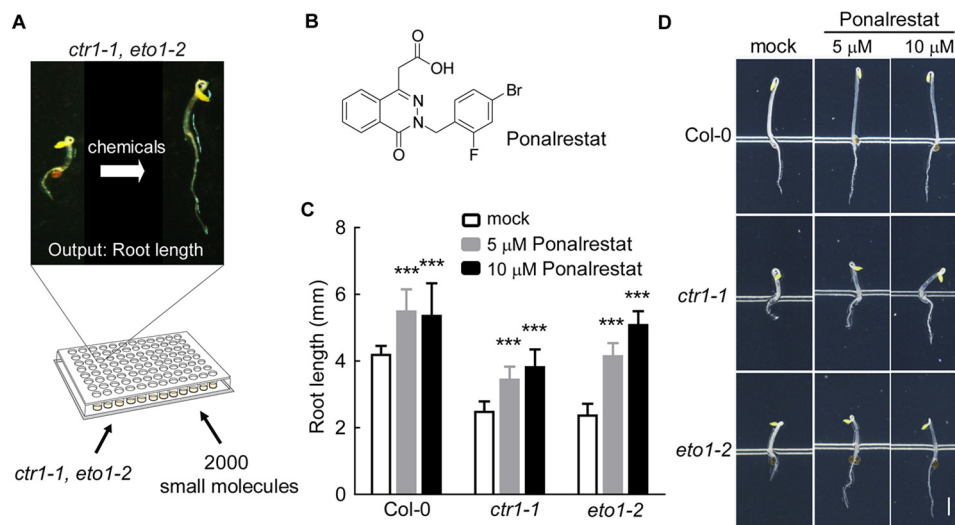 A
ctr1-1, eto1-2
chemicals
Output: Root length
ctr1-1, eto1-2
2000
small molecules
B
O
OH
N
N
O
Br
F
Ponalrestat
C
mock
5 μM Ponalrestat
10 μM Ponalrestat
Root length (mm)
8
6
4
2
0
*** ***
*** ***
*** ***
Col-0 ctr1-1 eto1-2
D
Ponalrestat
mock 5 μM 10 μM
Col-0
ctr1-1
eto1-2